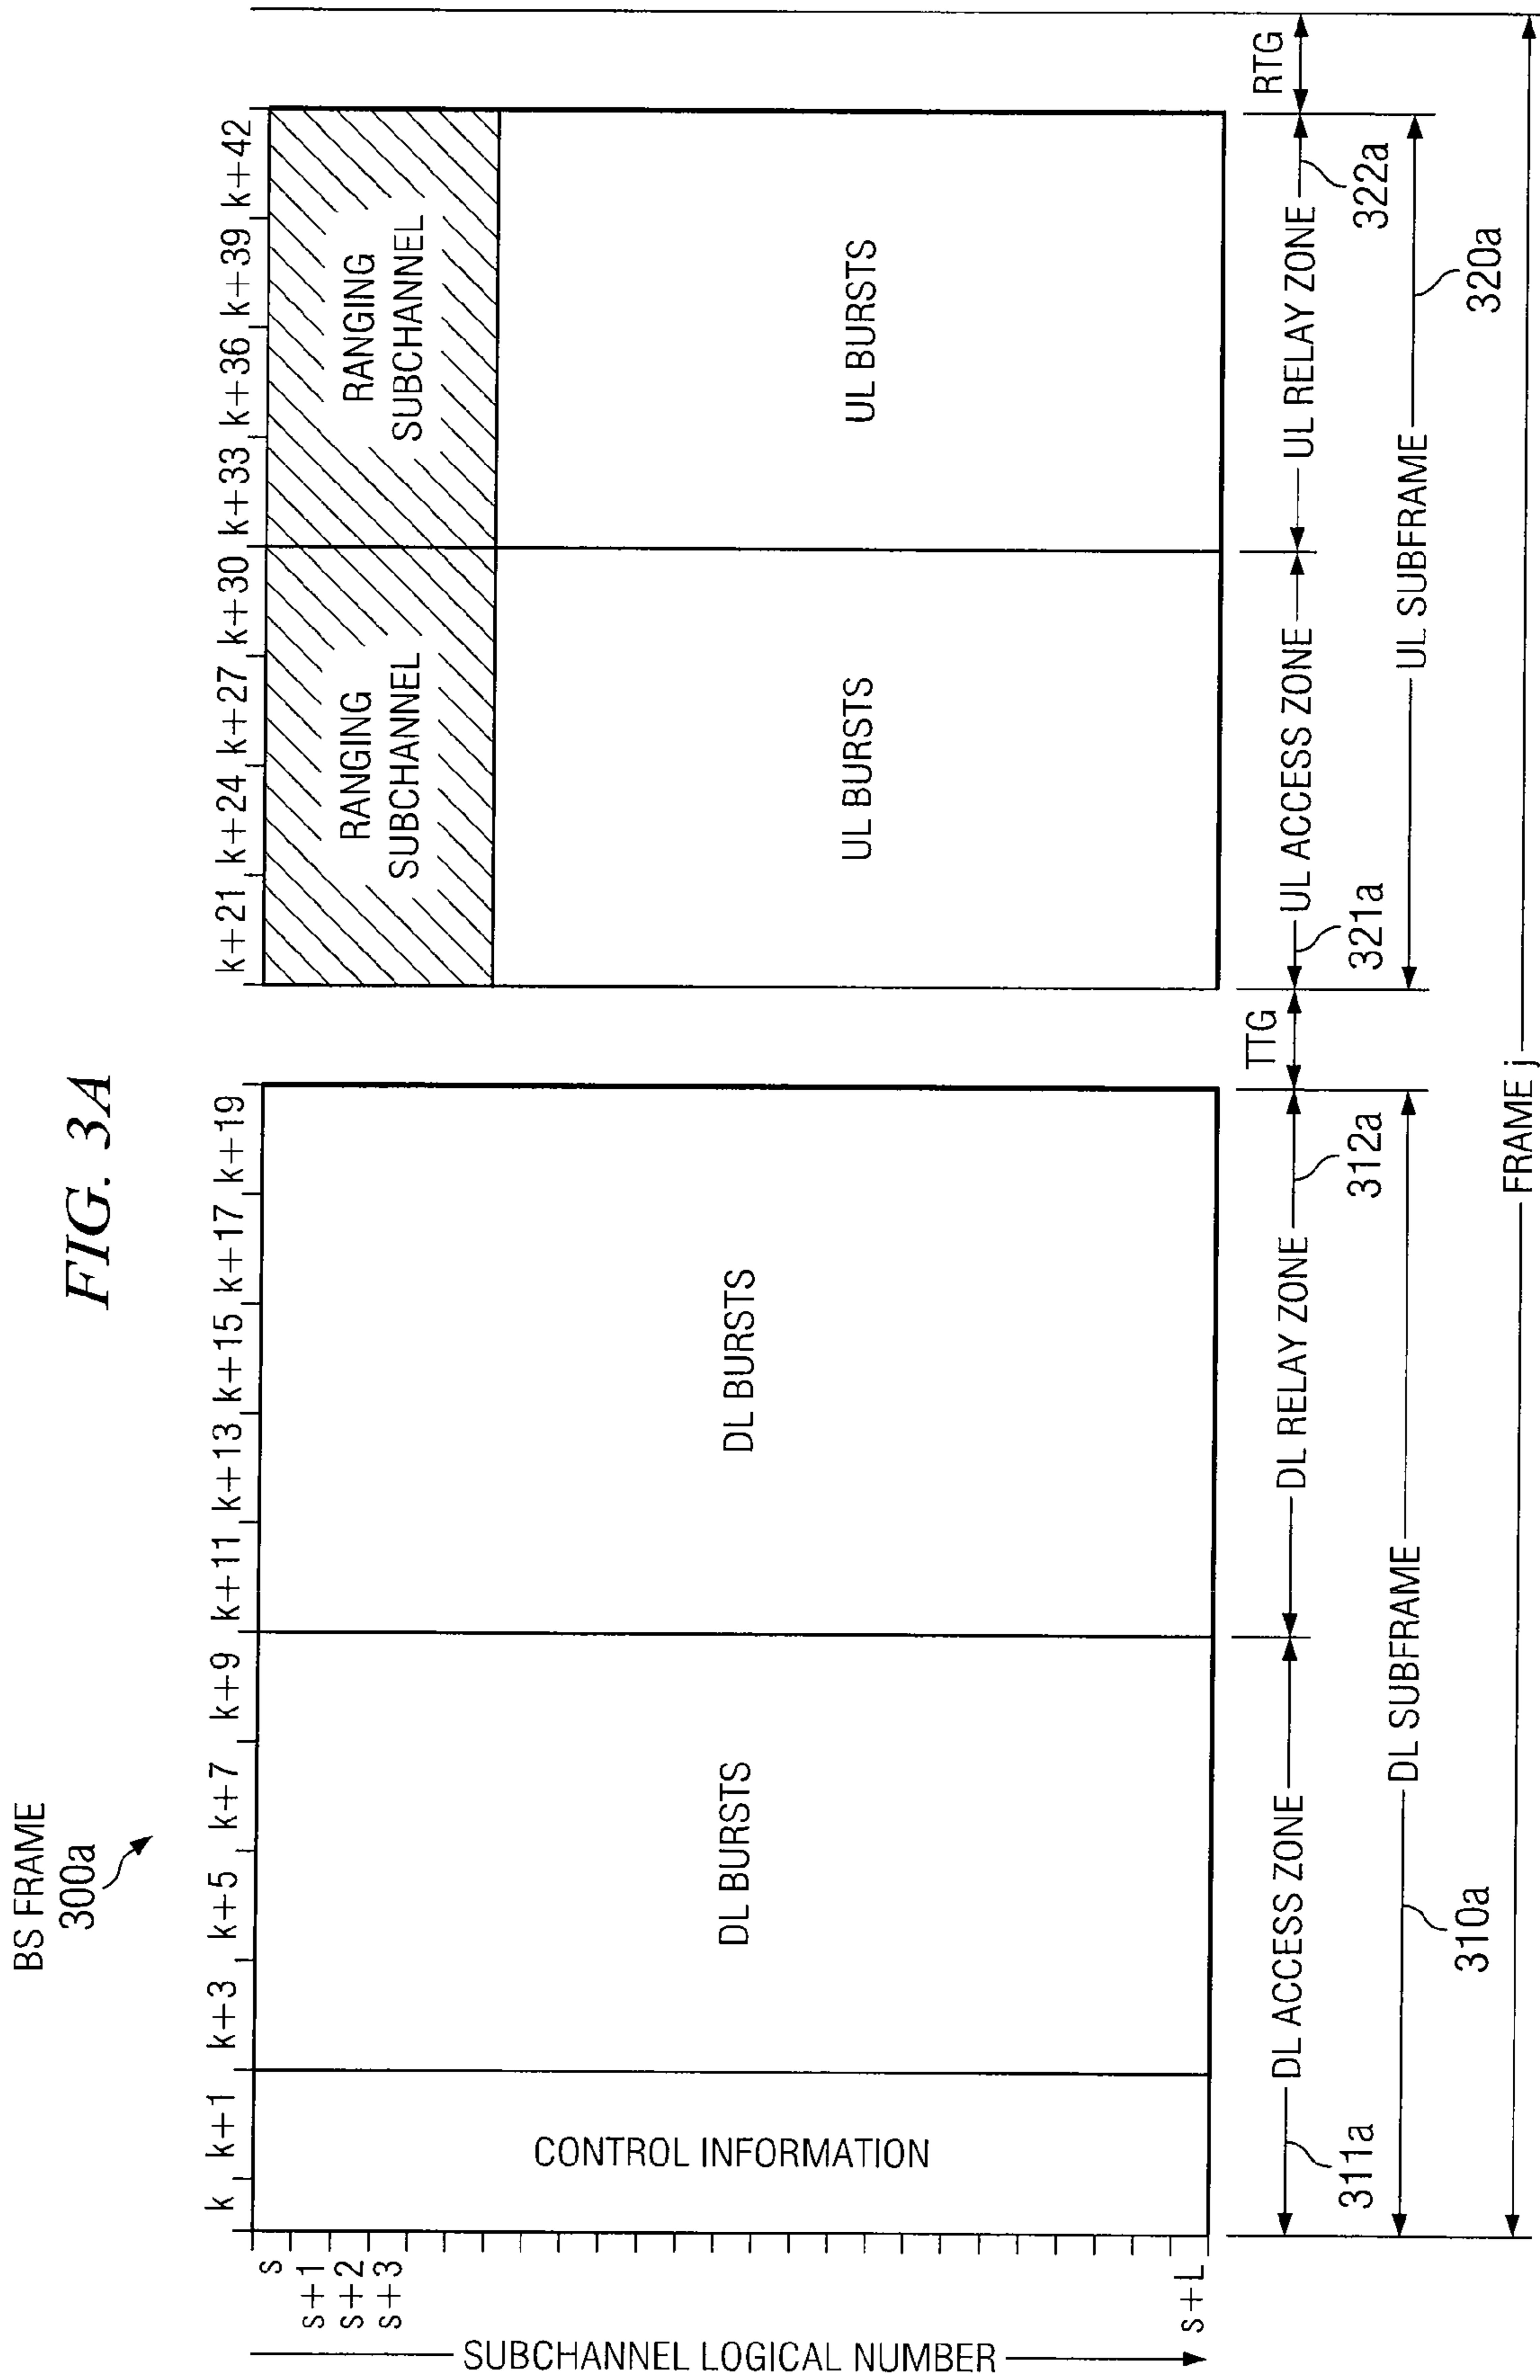 FIG. 3A
BS FRAME
300a
k k+1 k+3 k+5 k+7 k+9 k+11 k+13 k+15 k+17 k+19 k+21 k+24 k+27 k+30 k+33 k+36 k+39 k+42
s
s+1
s+2
s+3
s+L
SUBCHANNEL LOGICAL NUMBER
CONTROL INFORMATION
DL BURSTS
DL BURSTS
RANGING
SUBCHANNEL
RANGING
SUBCHANNEL
UL BURSTS
UL BURSTS
TTG
RTG
DL ACCESS ZONE
DL RELAY ZONE
UL ACCESS ZONE
UL RELAY ZONE
311a
312a
321a
322a
DL SUBFRAME
UL SUBFRAME
310a
320a
FRAME j